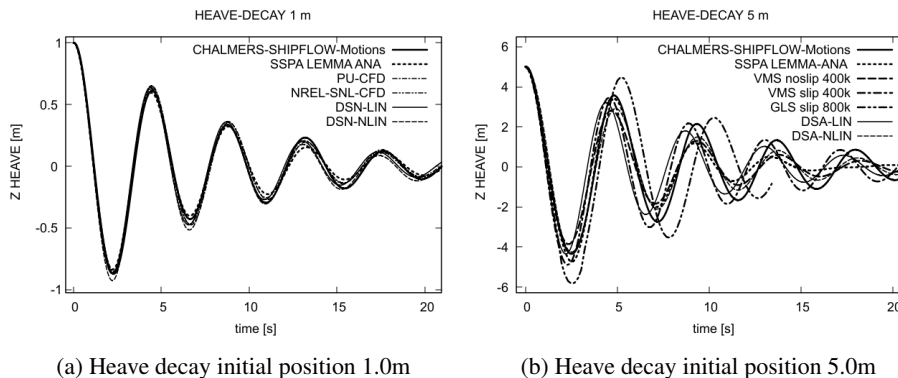 HEAVE-DECAY 1 m
CHALMERS-SHIPFLOW-Motions
SSPA LEMMA ANA
PU-CFD
NREL-SNL-CFD
DSN-LIN
DSN-NLIN
Z HEAVE [m]
1
0.5
0
-0.5
-1
0
5
10
15
20
time [s]
(a) Heave decay initial position 1.0m
HEAVE-DECAY 5 m
CHALMERS-SHIPFLOW-Motions
SSPA LEMMA-ANA
VMS noslip 400k
VMS slip 400k
GLS slip 800k
DSA-LIN
DSA-NLIN
Z HEAVE [m]
6
4
2
0
-2
-4
-6
0
5
10
15
20
time [s]
(b) Heave decay initial position 5.0m